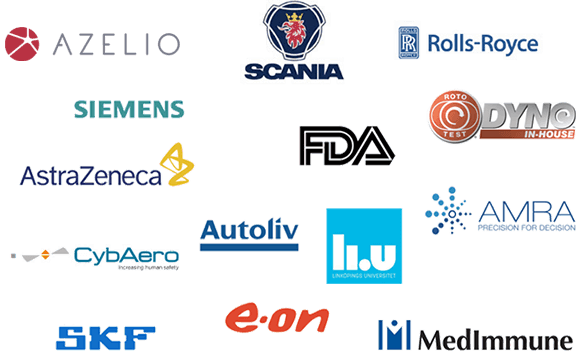 AZELIO
SCANIA
RR
Rolls-Royce
SIEMENS
ROTO
TEST
DYNO
IN-HOUSE
FDA
AstraZeneca
AMRA
PRECISION FOR DECISION
Autoliv
li.u
LINKÖPINGS UNIVERSITET
CybAero
Increasing human safety
e·on
SKF
MedImmune